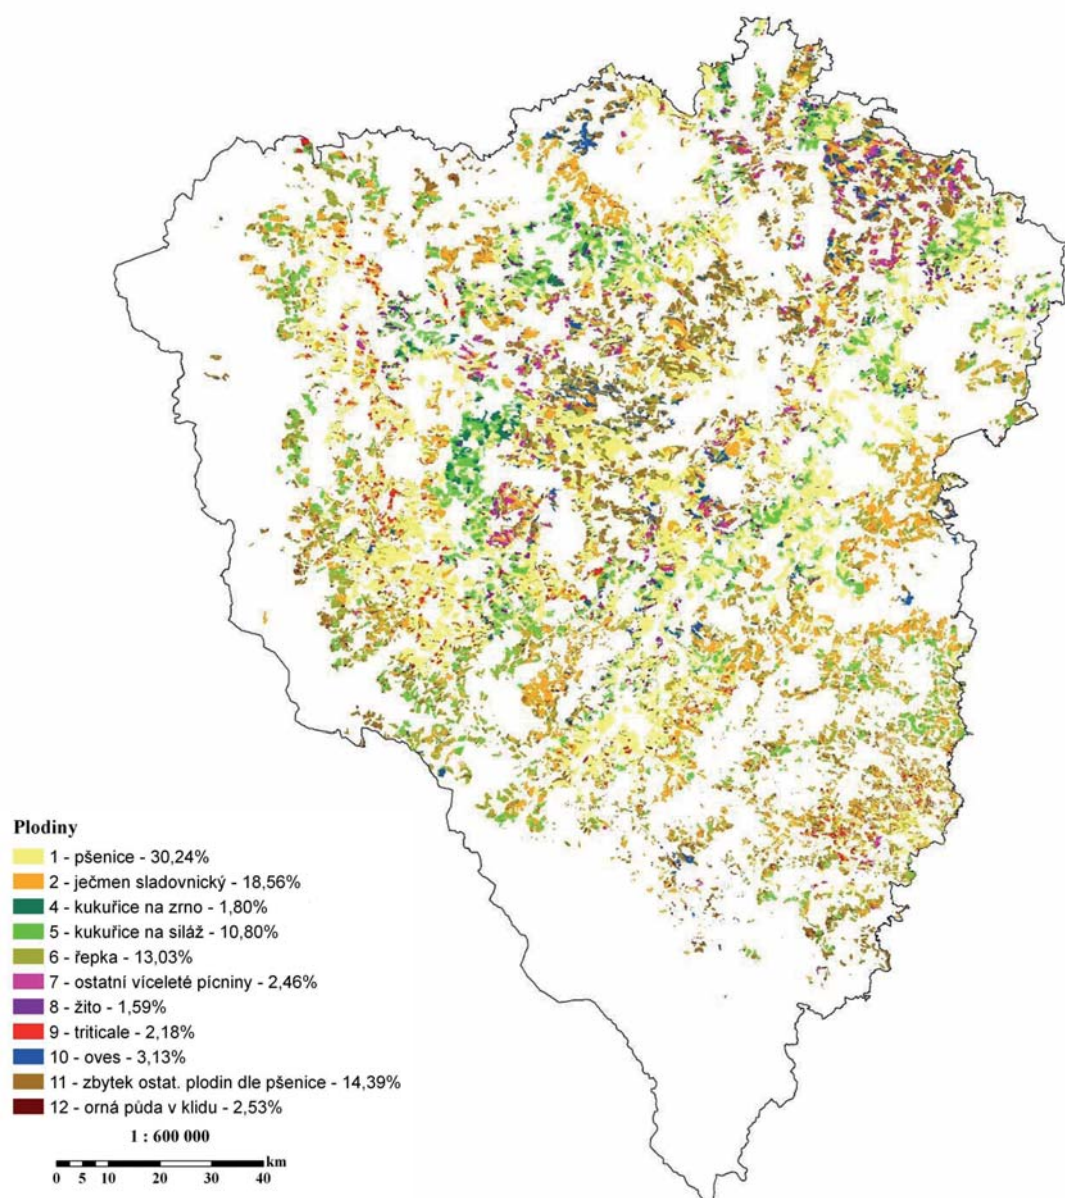 Plodiny
1 - pšenice - 30,24%
2 - ječmen sladovnický - 18,56%
4 - kukuřice na zrno - 1,80%
5 - kukuřice na siláž - 10,80%
6 - řepka - 13,03%
7 - ostatní víceleté pícniny - 2,46%
8 - žito - 1,59%
9 - triticale - 2,18%
10 - oves - 3,13%
11 - zbytek ostat. plodin dle pšenice - 14,39%
12 - orná půda v klidu - 2,53%
1 : 600 000
km
0 5 10 20 30 40